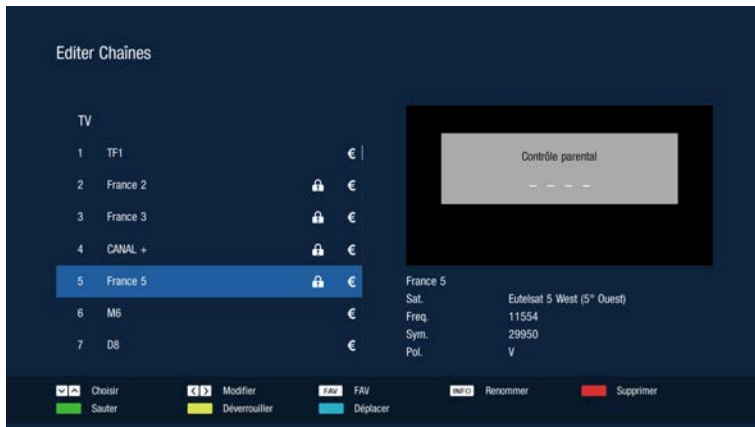 Editer Chaînes
TV
1 TF1 €
2 France 2 €
3 France 3 €
4 CANAL + €
5 France 5 €
6 M6 €
7 D8 €
Contrôle parental
_ _ _ _
France 5
Sat. Eutelsat 5 West (5° Ouest)
Freq. 11554
Sym. 29950
Pol. V
Choisir Modifier FAV FAV INFO Renommer Supprimer
Sauter Déverrouiller Déplacer